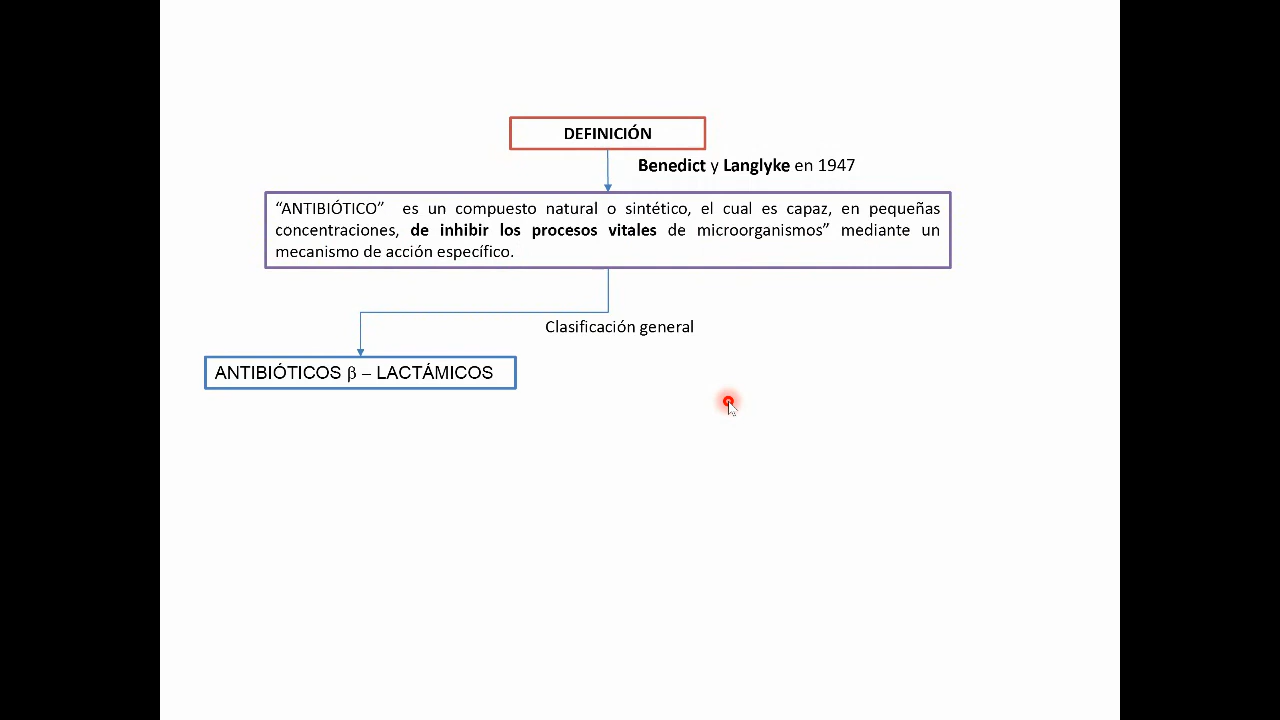 DEFINICIÓN
Benedict y Langlyke en 1947
“ANTIBIÓTICO” es un compuesto natural o sintético, el cual es capaz, en pequeñas
concentraciones, de inhibir los procesos vitales de microorganismos” mediante un
mecanismo de acción específico.
Clasificación general
ANTIBIÓTICOS β – LACTÁMICOS